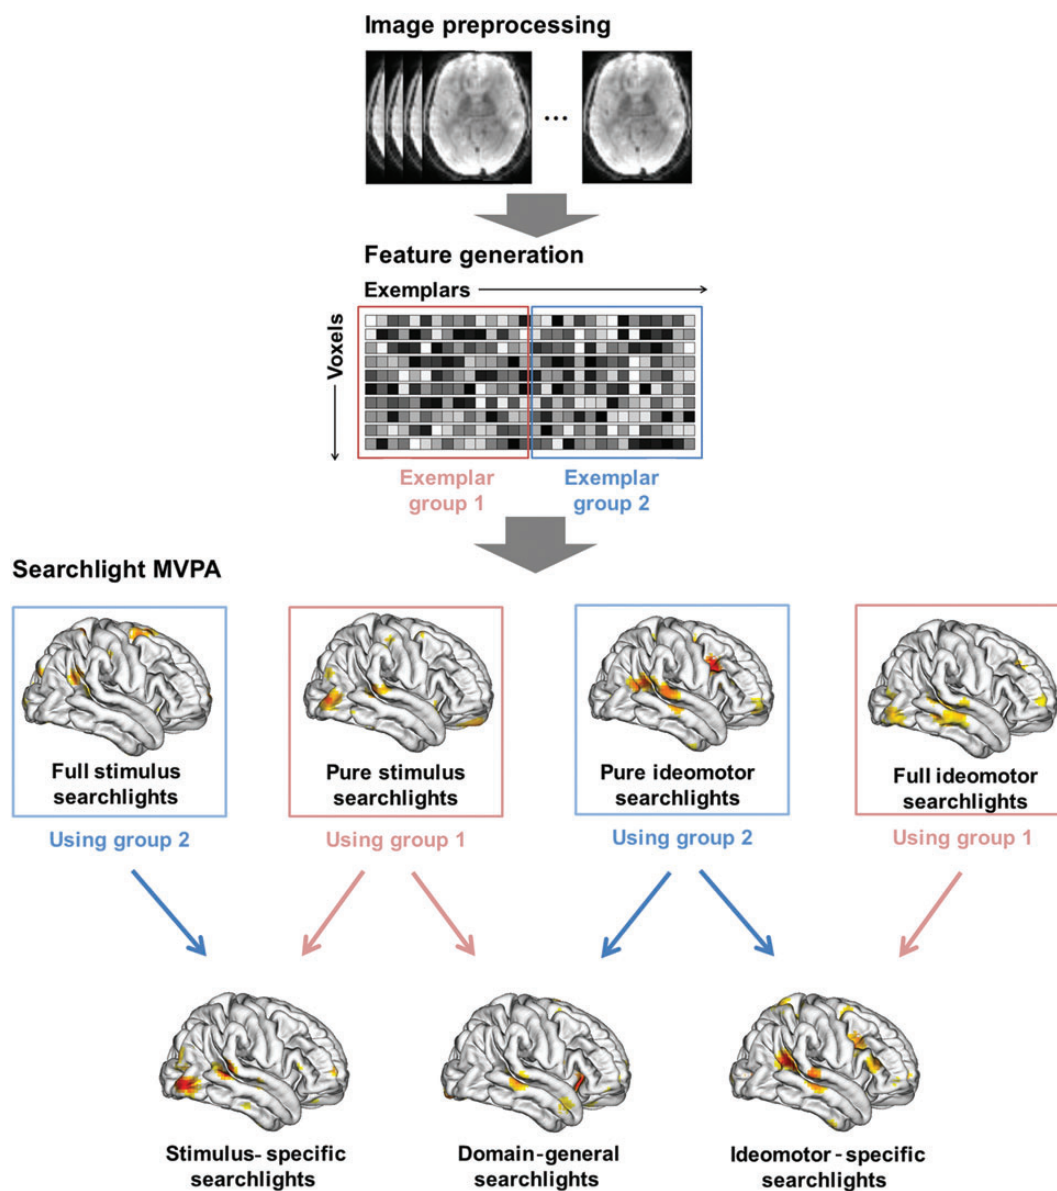 Image preprocessing
...
Feature generation
Exemplars
Voxels
Exemplar
group 1
Exemplar
group 2
Searchlight MVPA
Full stimulus
searchlights
Using group 2
Pure stimulus
searchlights
Using group 1
Pure ideomotor
searchlights
Using group 2
Full ideomotor
searchlights
Using group 1
Stimulus-specific
searchlights
Domain-general
searchlights
Ideomotor-specific
searchlights